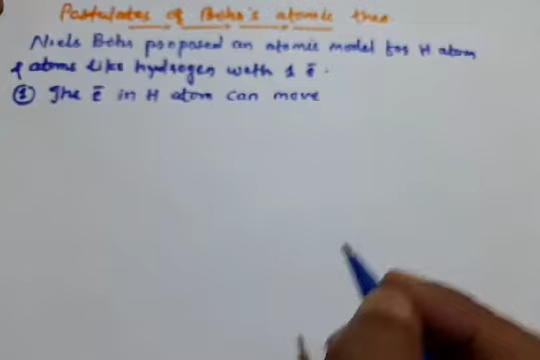 Postulates of Bohr's atomic theo
Niels Bohr proposed an atomic model for H atom
& atoms like hydrogen with 1 ē.
① The ē in H atom can move